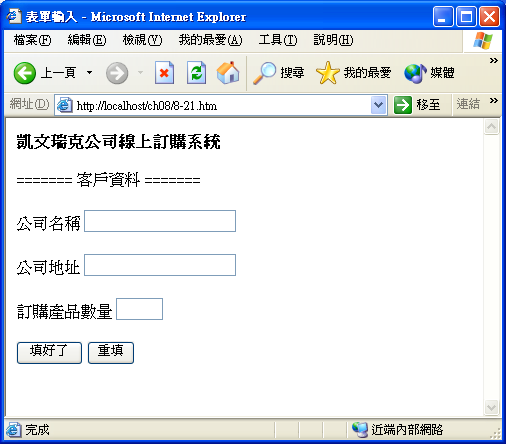 表單輸入 - Microsoft Internet Explorer
檔案(F) 編輯(E) 檢視(V) 我的最愛(A) 工具(T) 說明(H)
上一頁 搜尋 我的最愛 媒體 »
網址(D) http://localhost/ch08/8-21.htm 移至 連結 »
凱文瑞克公司線上訂購系統
======= 客戶資料 =======
公司名稱
公司地址
訂購產品數量
填好了 重填
完成 近端內部網路